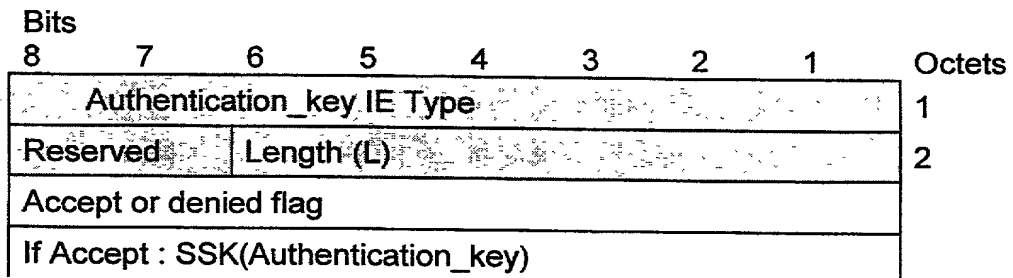 Bits
8 7 6 5 4 3 2 1 Octets
Authentication_key IE Type 1
Reserved Length (L) 2
Accept or denied flag
If Accept : SSK(Authentication_key)